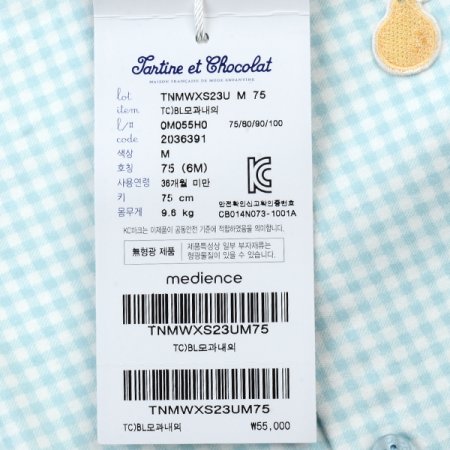 Tartine et Chocolat
MAISON FRANÇAISE DE MODE ENFANTINE
lot TNMWXS23U M 75
item TC)BL모과내의
l/# 0M055H0 75/80/90/100
code 2036391
색상 M
호칭 75 (6M)
사용연령 36개월 미만
키 75 cm
몸무게 9.6 kg
안전확인신고확인증번호
CB014N073-1001A
KC마크는 이제품이 공통안전 기준에 적합하였음을 의미합니다.
無형광 제품
제품특성상 일부 부자재류는
형광물질이 있을 수 있습니다.
medience
TNMWXS23UM75
TC)BL모과내의
TNMWXS23UM75
TC)BL모과내의 ₩55,000